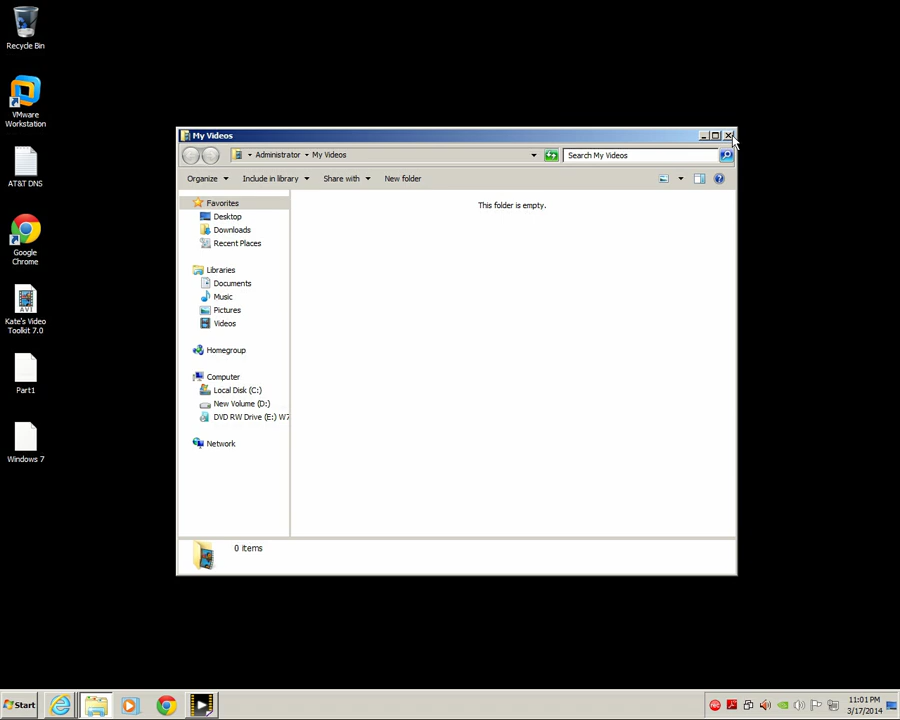 Recycle Bin
VMware
Workstation
AT&T DNS
Google
Chrome
AVI
Kate's Video
Toolkit 7.0
Part1
Windows 7
My Videos
Administrator
My Videos
Search My Videos
Organize
Include in library
Share with
New folder
Favorites
Desktop
Downloads
Recent Places
Libraries
Documents
Music
Pictures
Videos
Homegroup
Computer
Local Disk (C:)
New Volume (D:)
DVD RW Drive (E:) W7
Network
This folder is empty.
0 items
Start
11:01 PM
3/17/2014